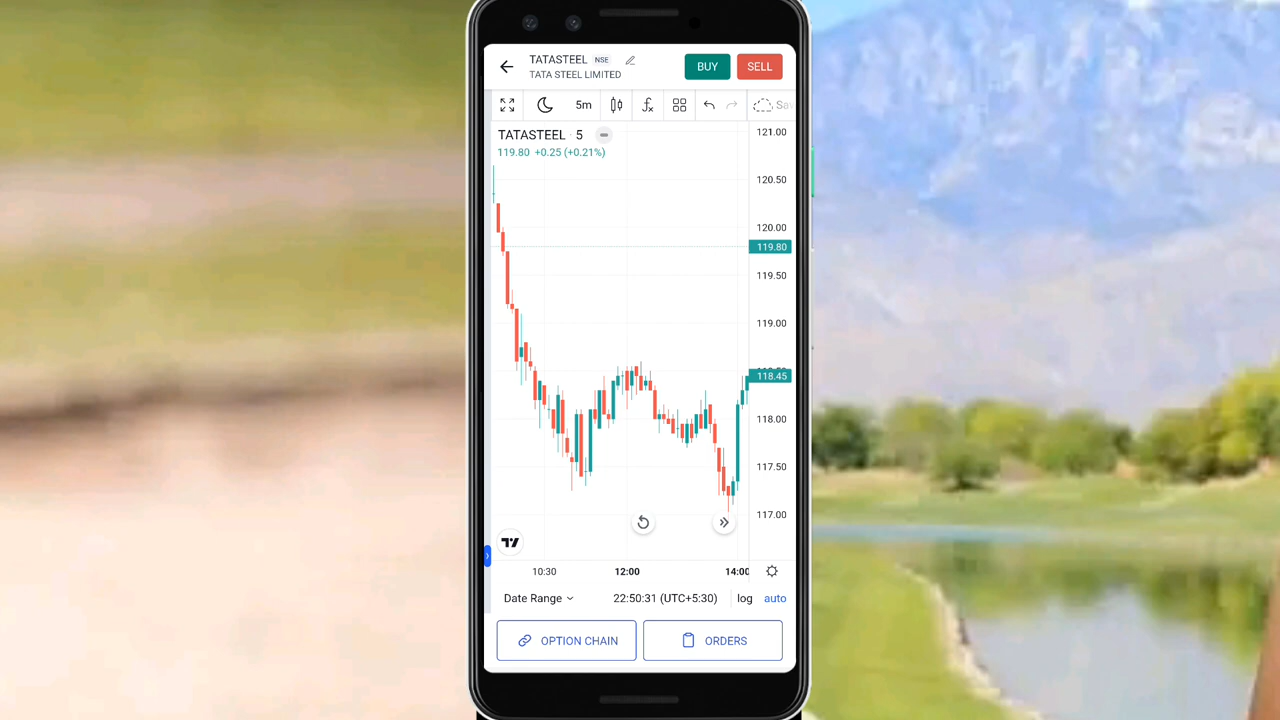 TATASTEEL NSE
TATA STEEL LIMITED
BUY
SELL
5m
Sav
TATASTEEL · 5
119.80 +0.25 (+0.21%)
121.00
120.50
120.00
119.80
119.50
119.00
118.45
118.00
117.50
117.00
10:30 12:00 14:00
Date Range
22:50:31 (UTC+5:30)
log
auto
OPTION CHAIN
ORDERS